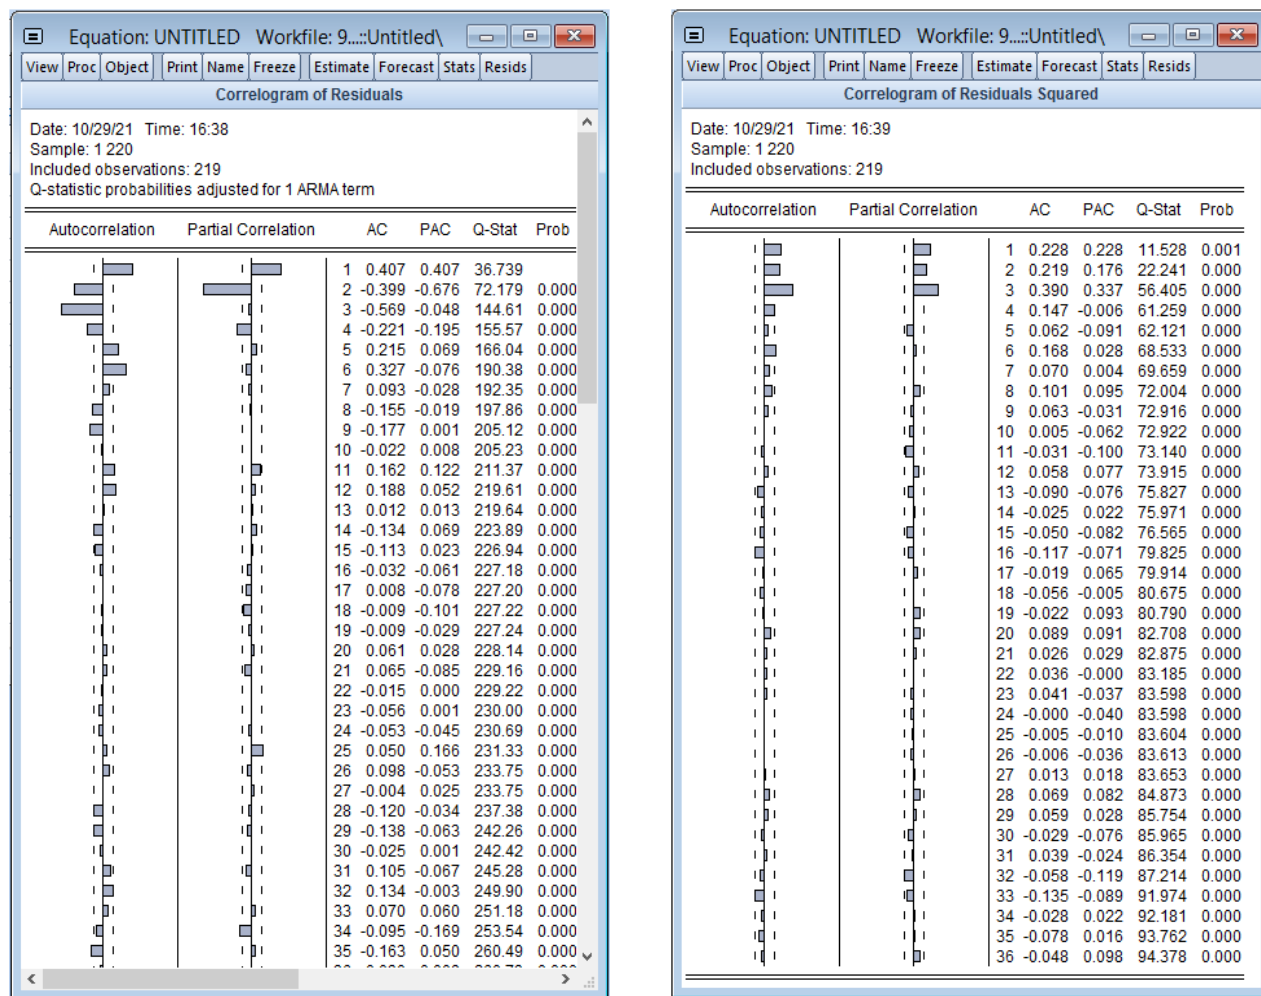 Equation: UNTITLED Workfile: 9...::Untitled\
View Proc Object Print Name Freeze Estimate Forecast Stats Resids
Correlogram of Residuals
Date: 10/29/21 Time: 16:38
Sample: 1 220
Included observations: 219
Q-statistic probabilities adjusted for 1 ARMA term
Autocorrelation Partial Correlation AC PAC Q-Stat Prob
1 0.407 0.407 36.739
2 -0.399 -0.676 72.179 0.000
3 -0.569 -0.048 144.61 0.000
4 -0.221 -0.195 155.57 0.000
5 0.215 0.069 166.04 0.000
6 0.327 -0.076 190.38 0.000
7 0.093 -0.028 192.35 0.000
8 -0.155 -0.019 197.86 0.000
9 -0.177 0.001 205.12 0.000
10 -0.022 0.008 205.23 0.000
11 0.162 0.122 211.37 0.000
12 0.188 0.052 219.61 0.000
13 0.012 0.013 219.64 0.000
14 -0.134 0.069 223.89 0.000
15 -0.113 0.023 226.94 0.000
16 -0.032 -0.061 227.18 0.000
17 0.008 -0.078 227.20 0.000
18 -0.009 -0.101 227.22 0.000
19 -0.009 -0.029 227.24 0.000
20 0.061 0.028 228.14 0.000
21 0.065 -0.085 229.16 0.000
22 -0.015 0.000 229.22 0.000
23 -0.056 0.001 230.00 0.000
24 -0.053 -0.045 230.69 0.000
25 0.050 0.166 231.33 0.000
26 0.098 -0.053 233.75 0.000
27 -0.004 0.025 233.75 0.000
28 -0.120 -0.034 237.38 0.000
29 -0.138 -0.063 242.26 0.000
30 -0.025 0.001 242.42 0.000
31 0.105 -0.067 245.28 0.000
32 0.134 -0.003 249.90 0.000
33 0.070 0.060 251.18 0.000
34 -0.095 -0.169 253.54 0.000
35 -0.163 0.050 260.49 0.000
Equation: UNTITLED Workfile: 9...::Untitled\
View Proc Object Print Name Freeze Estimate Forecast Stats Resids
Correlogram of Residuals Squared
Date: 10/29/21 Time: 16:39
Sample: 1 220
Included observations: 219
Autocorrelation Partial Correlation AC PAC Q-Stat Prob
1 0.228 0.228 11.528 0.001
2 0.219 0.176 22.241 0.000
3 0.390 0.337 56.405 0.000
4 0.147 -0.006 61.259 0.000
5 0.062 -0.091 62.121 0.000
6 0.168 0.028 68.533 0.000
7 0.070 0.004 69.659 0.000
8 0.101 0.095 72.004 0.000
9 0.063 -0.031 72.916 0.000
10 0.005 -0.062 72.922 0.000
11 -0.031 -0.100 73.140 0.000
12 0.058 0.077 73.915 0.000
13 -0.090 -0.076 75.827 0.000
14 -0.025 0.022 75.971 0.000
15 -0.050 -0.082 76.565 0.000
16 -0.117 -0.071 79.825 0.000
17 -0.019 0.065 79.914 0.000
18 -0.056 -0.005 80.675 0.000
19 -0.022 0.093 80.790 0.000
20 0.089 0.091 82.708 0.000
21 0.026 0.029 82.875 0.000
22 0.036 -0.000 83.185 0.000
23 0.041 -0.037 83.598 0.000
24 -0.000 -0.040 83.598 0.000
25 -0.005 -0.010 83.604 0.000
26 -0.006 -0.036 83.613 0.000
27 0.013 0.018 83.653 0.000
28 0.069 0.082 84.873 0.000
29 0.059 0.028 85.754 0.000
30 -0.029 -0.076 85.965 0.000
31 0.039 -0.024 86.354 0.000
32 -0.058 -0.119 87.214 0.000
33 -0.135 -0.089 91.974 0.000
34 -0.028 0.022 92.181 0.000
35 -0.078 0.016 93.762 0.000
36 -0.048 0.098 94.378 0.000